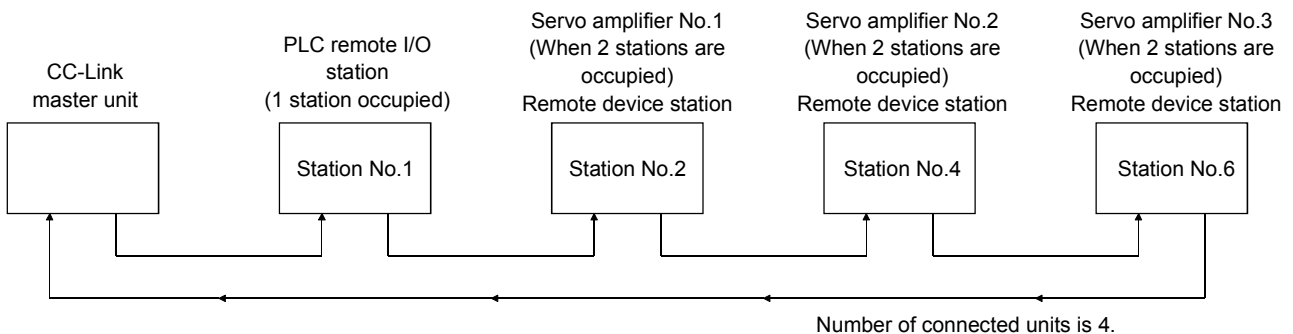 CC-Link
master unit
PLC remote I/O
station
(1 station occupied)
Servo amplifier No.1
(When 2 stations are
occupied)
Remote device station
Servo amplifier No.2
(When 2 stations are
occupied)
Remote device station
Servo amplifier No.3
(When 2 stations are
occupied)
Remote device station
Station No.1
Station No.2
Station No.4
Station No.6
Number of connected units is 4.